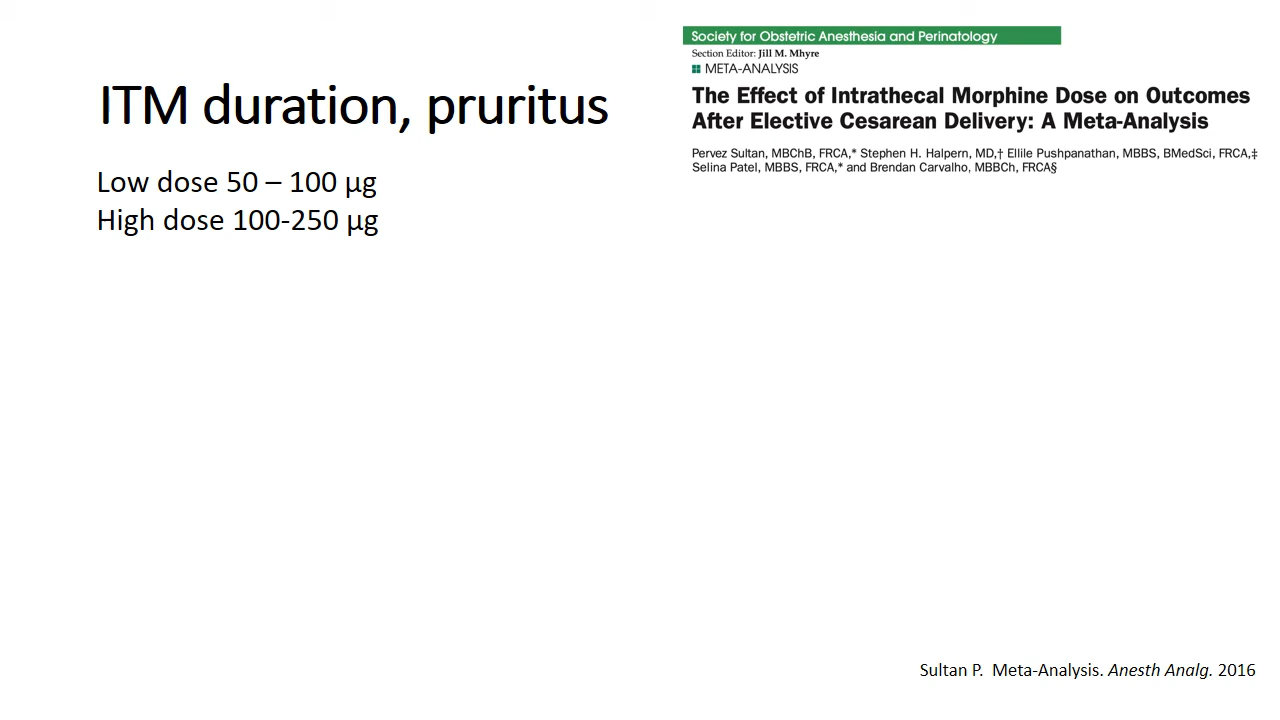 Society for Obstetric Anesthesia and Perinatology
Section Editor: Jill M. Mhyre
META-ANALYSIS
The Effect of Intrathecal Morphine Dose on Outcomes
After Elective Cesarean Delivery: A Meta-Analysis
Pervez Sultan, MBChB, FRCA,* Stephen H. Halpern, MD,† Ellile Pushpanathan, MBBS, BMedSci, FRCA,‡
Selina Patel, MBBS, FRCA,* and Brendan Carvalho, MBBCh, FRCA§
ITM duration, pruritus
Low dose 50 – 100 µg
High dose 100-250 µg
Sultan P.  Meta-Analysis. Anesth Analg. 2016